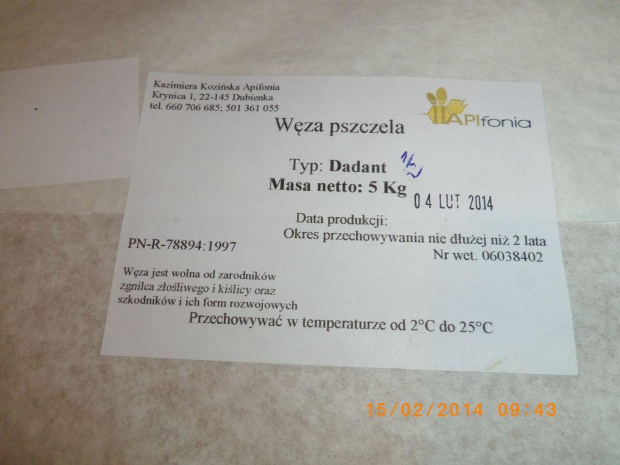 Kazimiera Kozińska Apifonia
Krynica 1, 22-145 Dubienka
tel. 660 706 685; 501 361 055
APIfonia
Węza pszczela
Typ: Dadant 1/2
Masa netto: 5 Kg
04 LUT 2014
Data produkcji:
Okres przechowywania nie dłużej niż 2 lata
PN-R-78894:1997
Nr wet. 06038402
Węza jest wolna od zarodników
zgnilca złośliwego i kiślicy oraz
szkodników i ich form rozwojowych
Przechowywać w temperaturze od 2°C do 25°C
15/02/2014 09:43